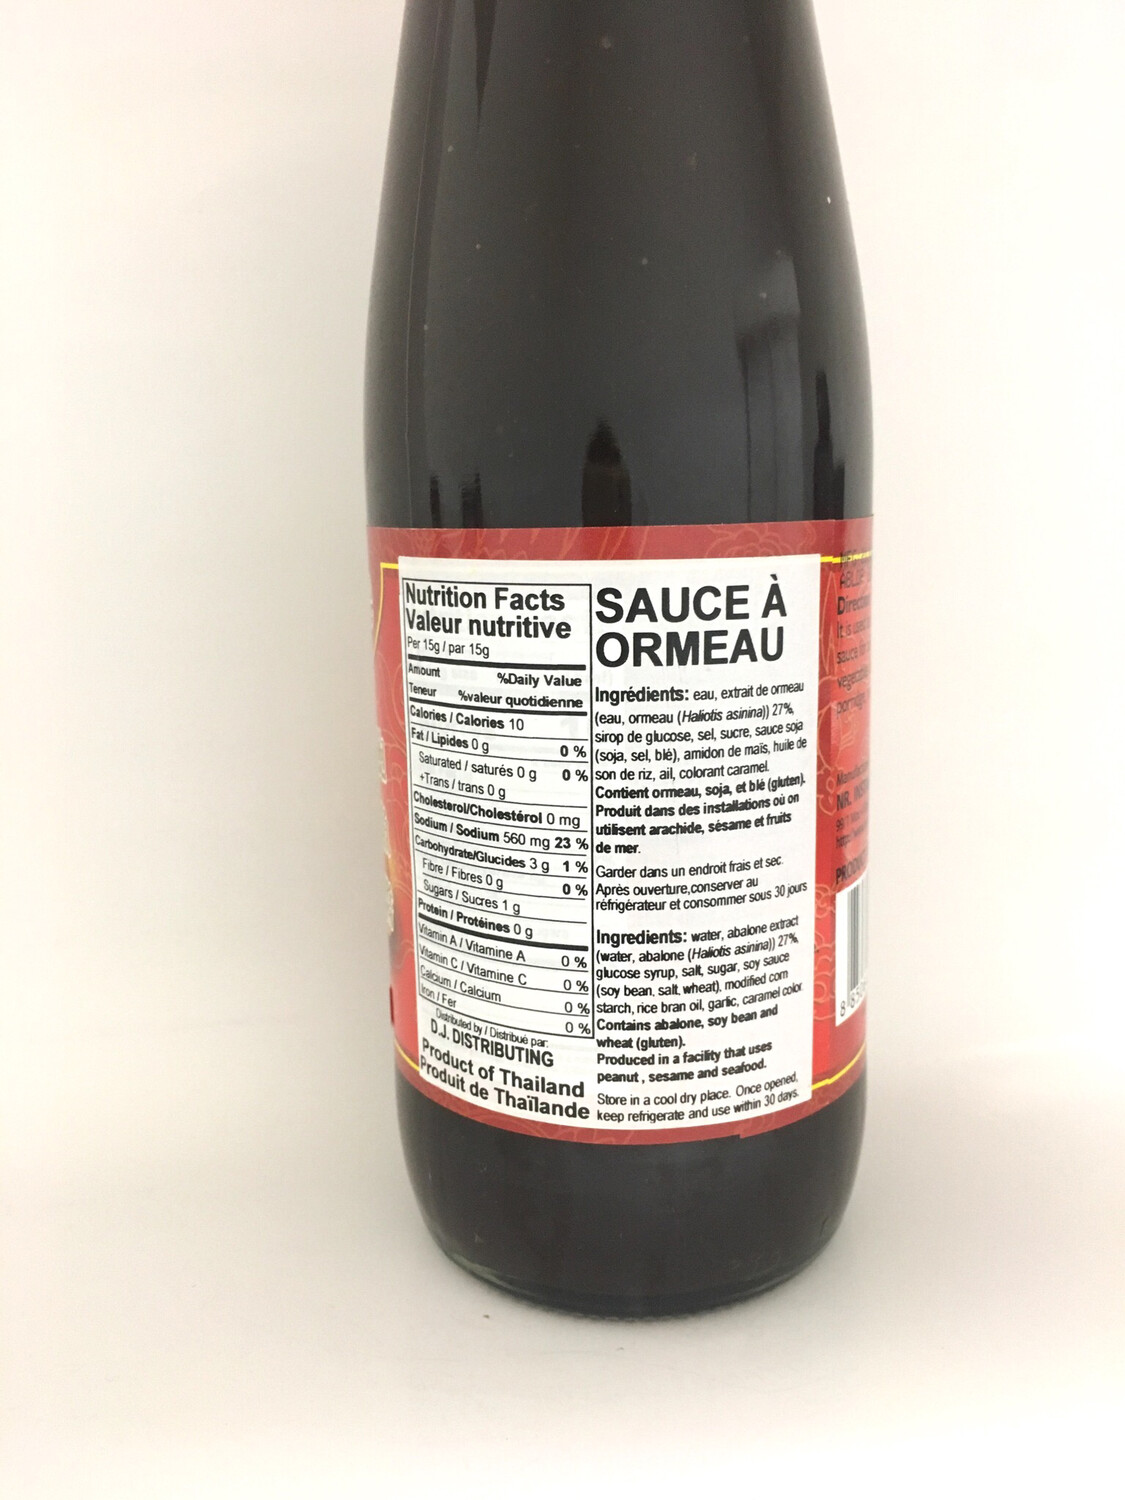 Nutrition Facts
Valeur nutritive
Per 15g / par 15g
Amount %Daily Value
Teneur %valeur quotidienne
Calories / Calories 10
Fat / Lipides 0 g 0 %
Saturated / saturés 0 g 0 %
+Trans / trans 0 g
Cholesterol/Cholestérol 0 mg
Sodium / Sodium 560 mg 23 %
Carbohydrate/Glucides 3 g 1 %
Fibre / Fibres 0 g 0 %
Sugars / Sucres 1 g
Protein / Protéines 0 g
Vitamin A / Vitamine A 0 %
Vitamin C / Vitamine C 0 %
Calcium / Calcium 0 %
Iron / Fer 0 %
Distributed by / Distribué par:
D.J. DISTRIBUTING
Product of Thailand
Produit de Thaïlande
SAUCE À
ORMEAU
Ingrédients: eau, extrait de ormeau
(eau, ormeau (Haliotis asinina)) 27%,
sirop de glucose, sel, sucre, sauce soja
(soja, sel, blé), amidon de maïs, huile de
son de riz, ail, colorant caramel.
Contient ormeau, soja, et blé (gluten).
Produit dans des installations où on
utilisent arachide, sésame et fruits
de mer.
Garder dans un endroit frais et sec.
Après ouverture,conserver au
réfrigérateur et consommer sous 30 jours
Ingredients: water, abalone extract
(water, abalone (Haliotis asinina)) 27%,
glucose syrup, salt, sugar, soy sauce
(soy bean, salt, wheat), modified corn
starch, rice bran oil, garlic, caramel color.
Contains abalone, soy bean and
wheat (gluten).
Produced in a facility that uses
peanut, sesame and seafood.
Store in a cool dry place. Once opened,
keep refrigerate and use within 30 days.
It is
sauce
NR.